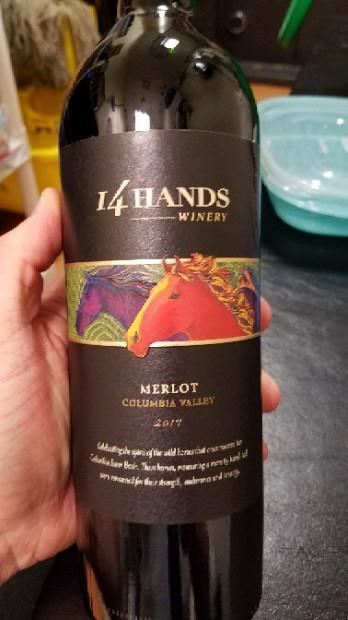 14 HANDS
WINERY
MERLOT
COLUMBIA VALLEY
2017
Celebrating the spirit of the wild horses that once roamed the
Columbia River Basin. These horses, measuring a mere 14 hands tall
were renowned for their strength, endurance and tenacity.